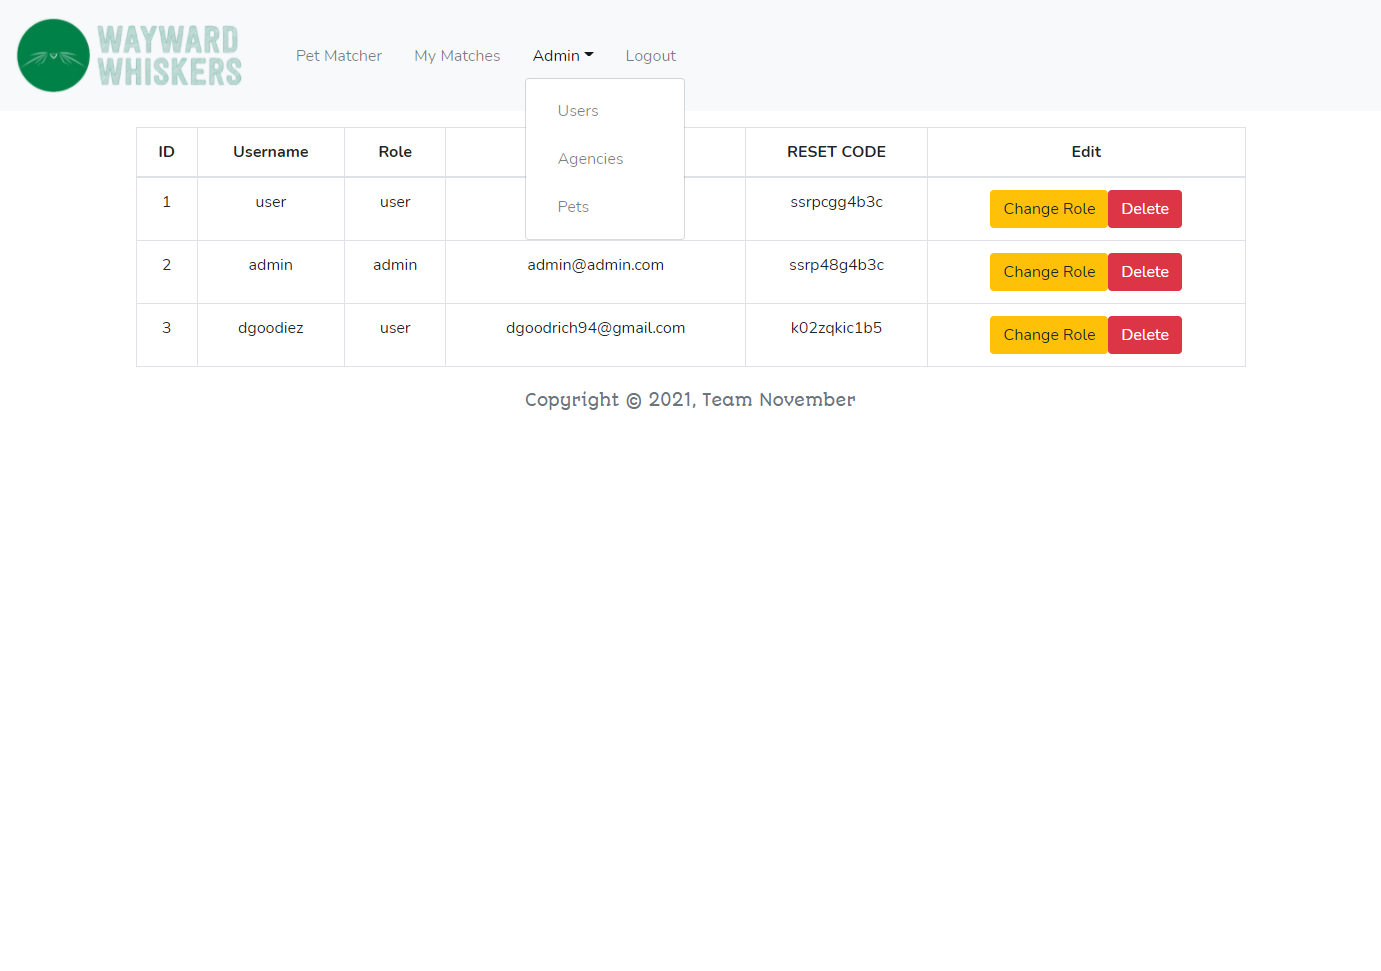 WAYWARD
WHISKERS
Pet Matcher My Matches Admin Logout
Users
Agencies
Pets
ID Username Role RESET CODE Edit
1 user user ssrpcgg4b3c Change Role Delete
2 admin admin admin@admin.com ssrp48g4b3c Change Role Delete
3 dgoodiez user dgoodrich94@gmail.com k02zqkic1b5 Change Role Delete
Copyright © 2021, Team November